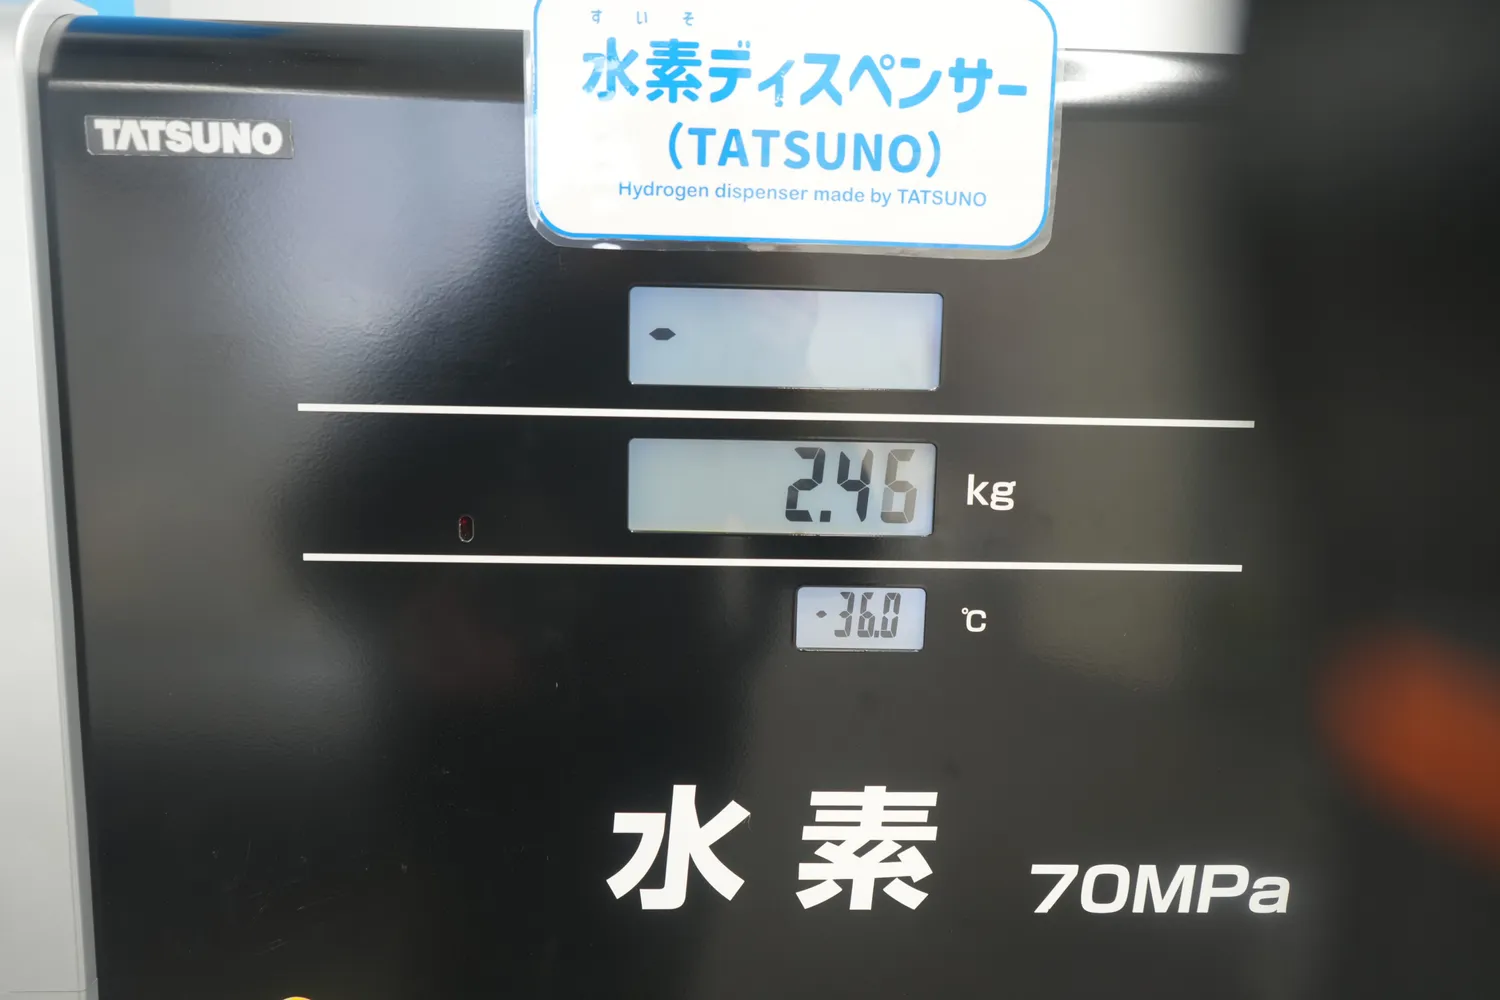 すいそ
水素ディスペンサー
(TATSUNO)
Hydrogen dispenser made by TATSUNO
TATSUNO
-
2.46 kg
-36.0 ℃
水素 70MPa